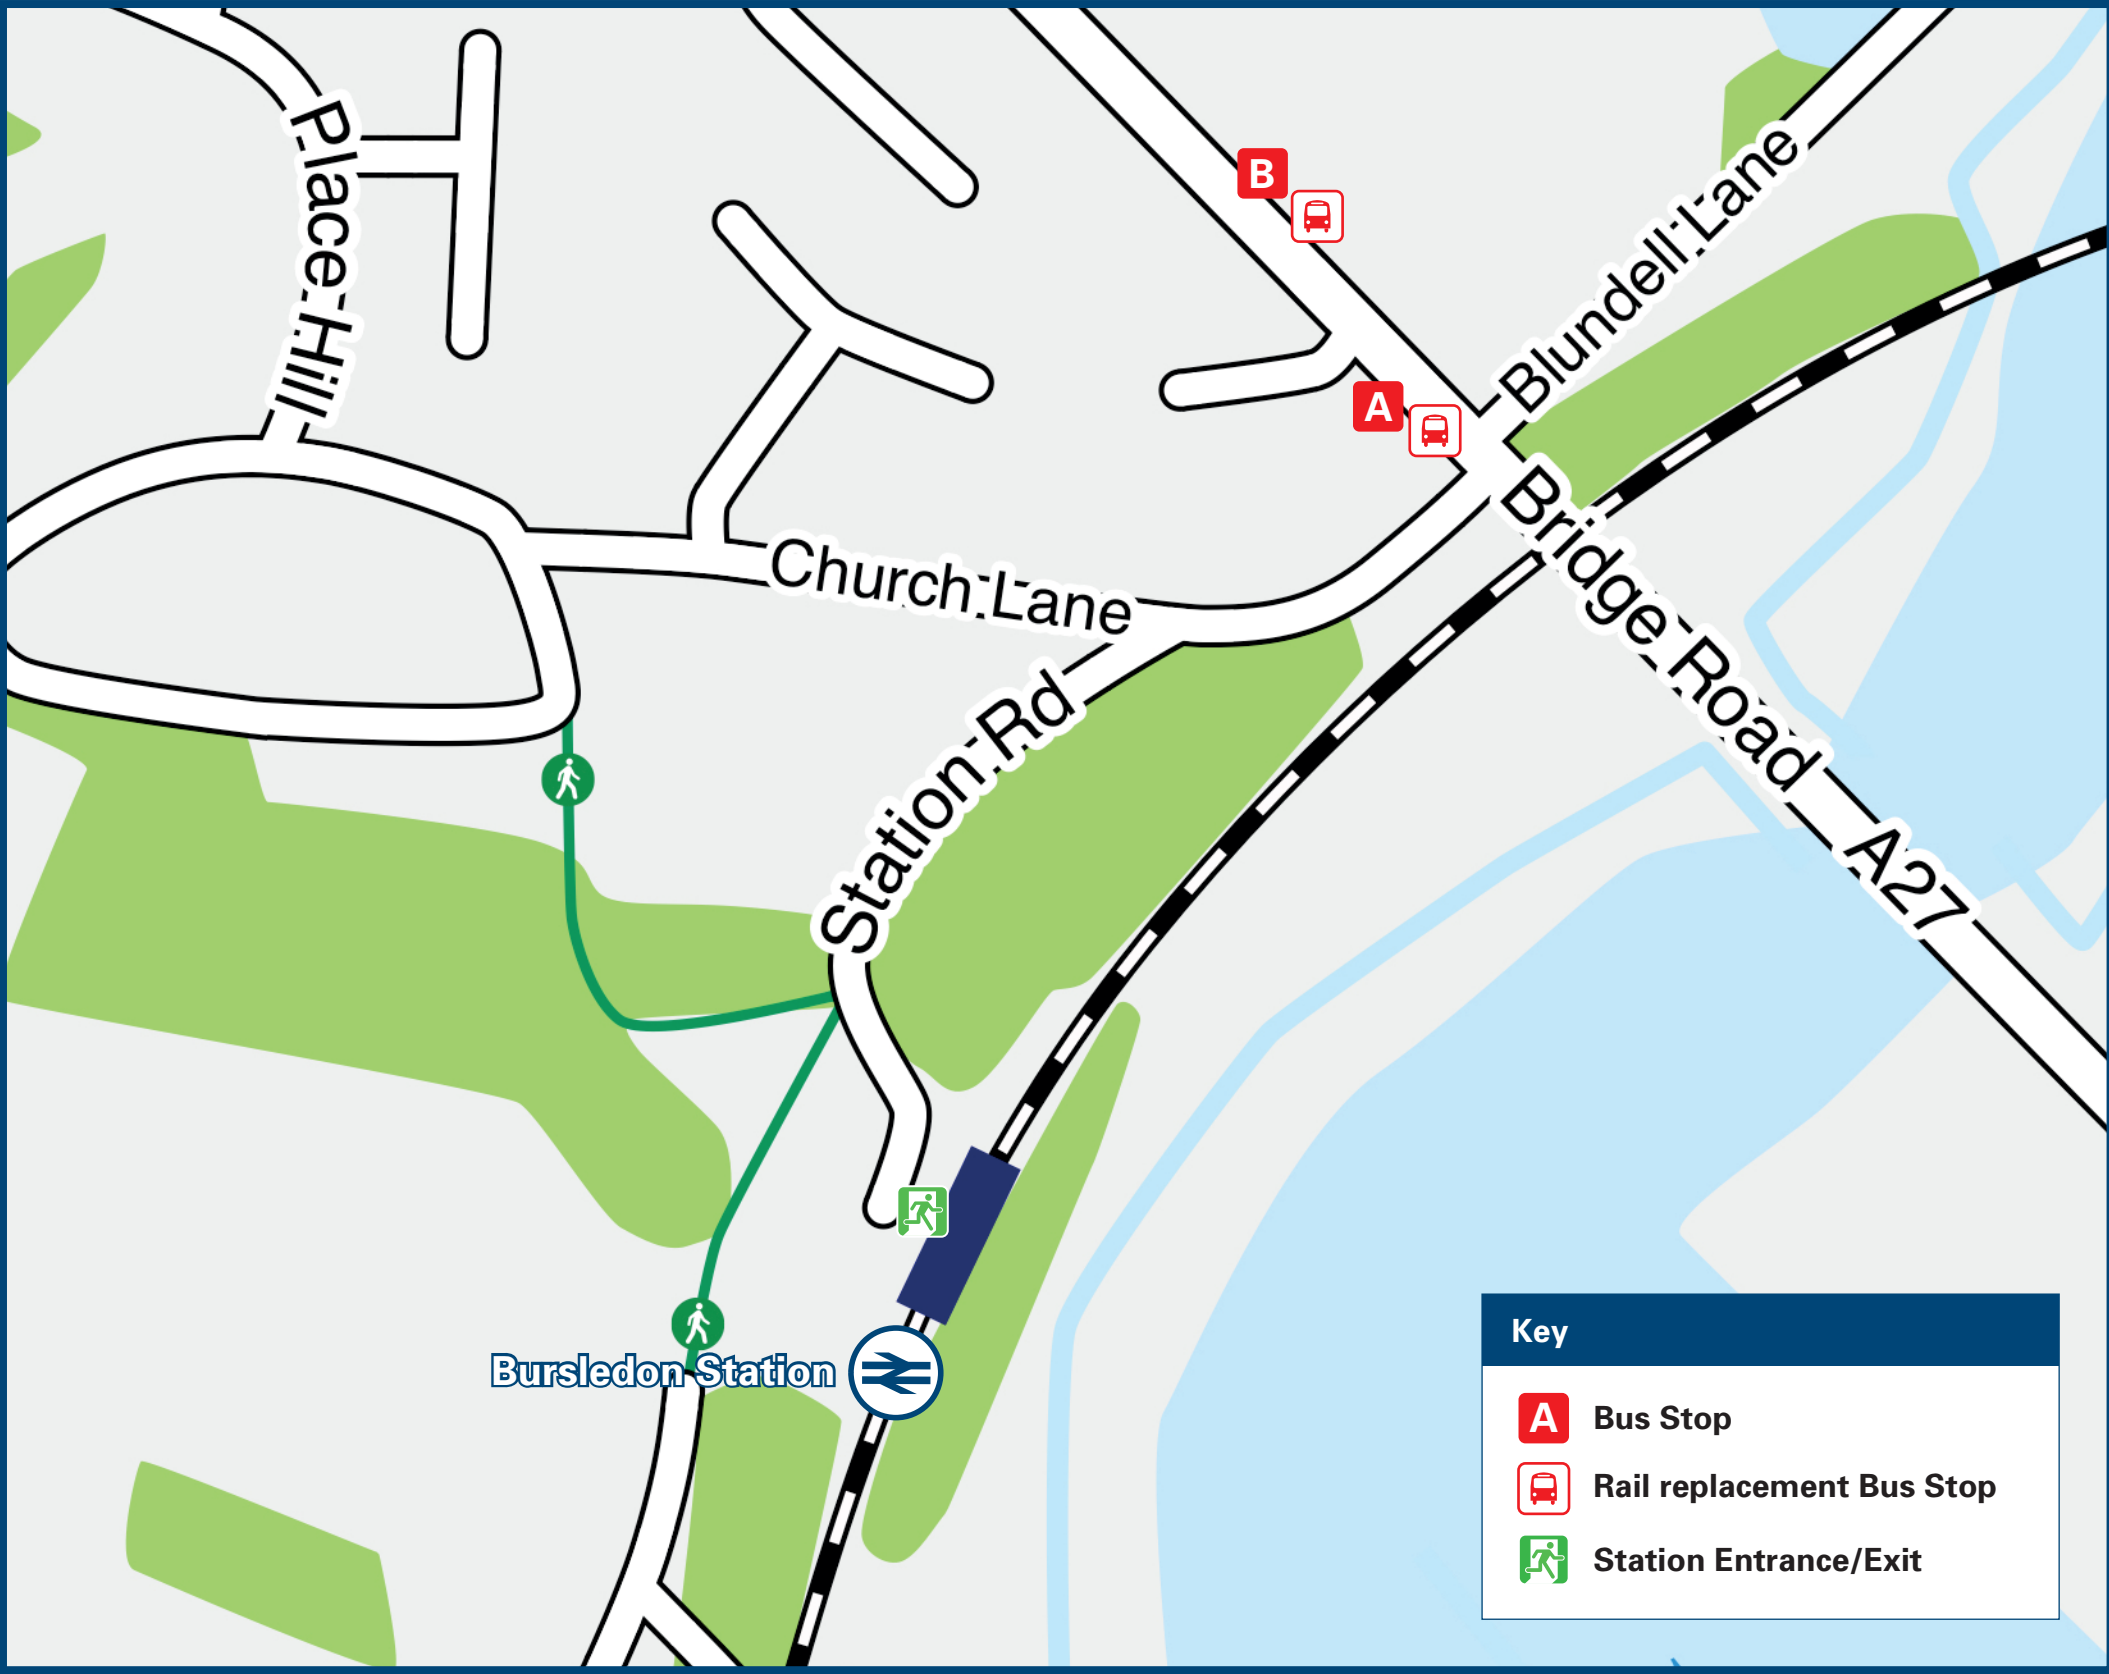 Place Hill
B
Blundell Lane
A
Bridge Road
Church Lane
Station Rd
A27
Bursledon Station
Key
A Bus Stop
Rail replacement Bus Stop
Station Entrance/Exit